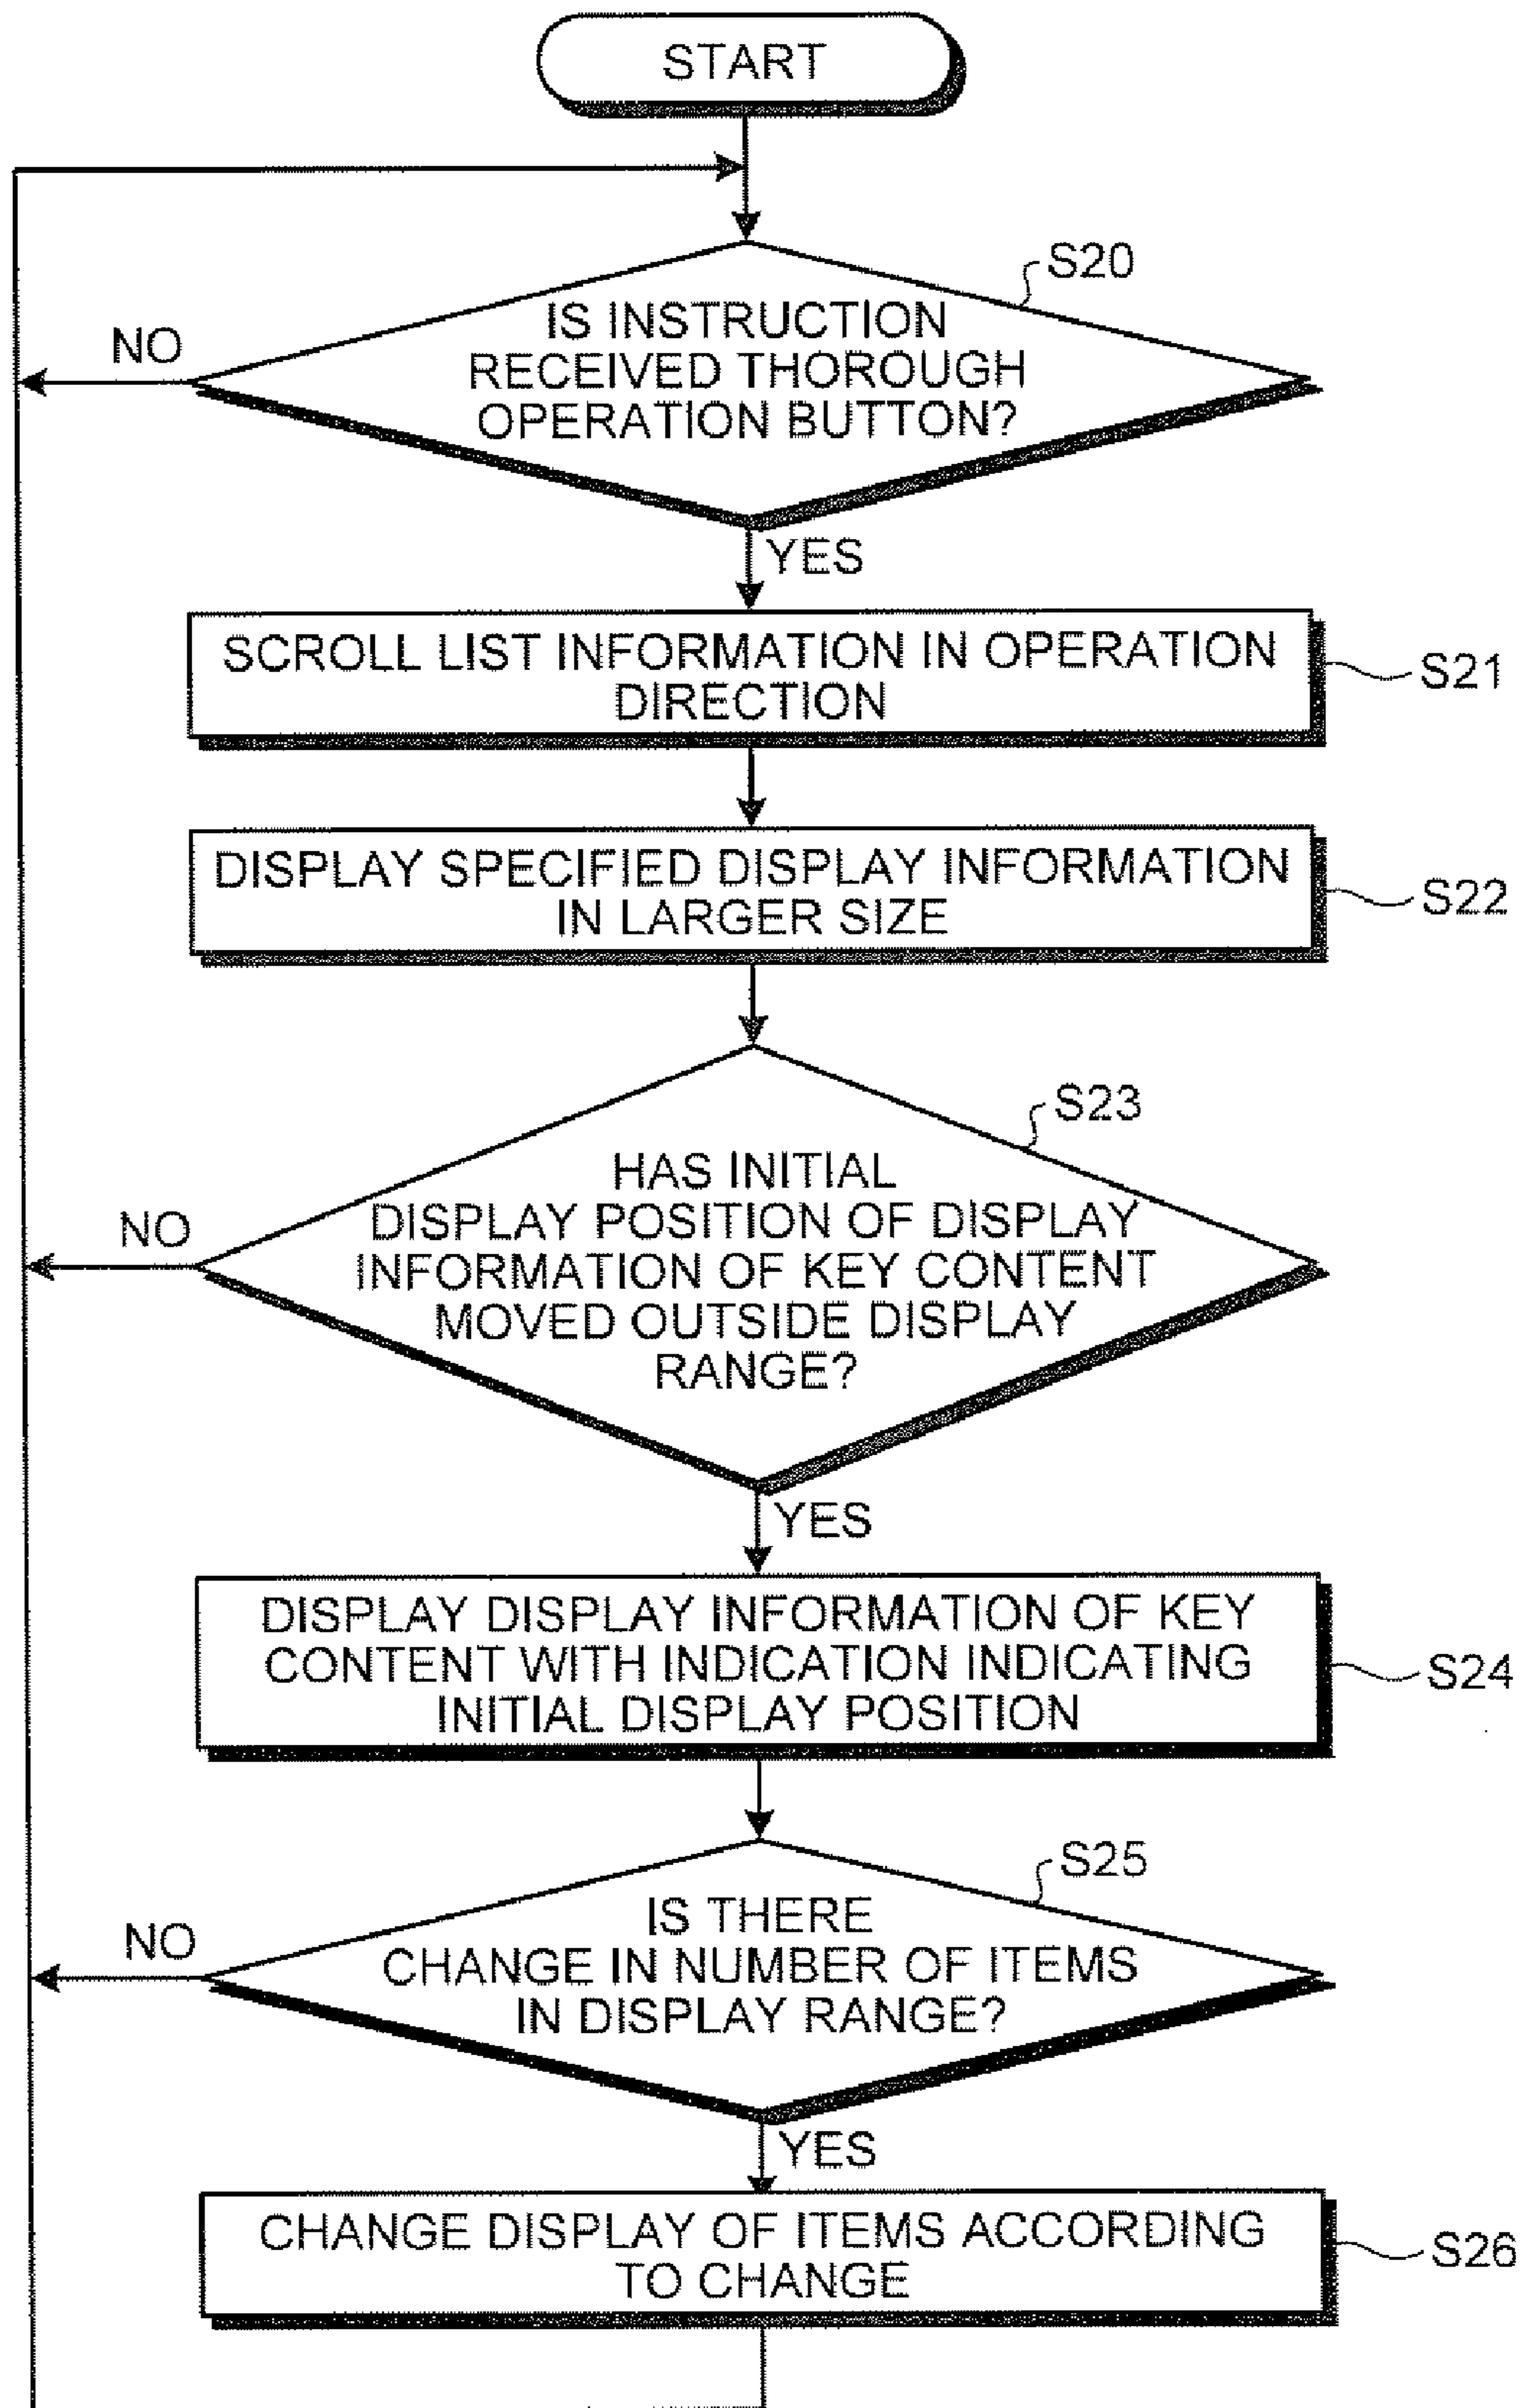 START
S20
IS INSTRUCTION
NO
RECEIVED THOROUGH
OPERATION BUTTON?
YES
SCROLL LIST INFORMATION IN OPERATION
DIRECTION
S21
DISPLAY SPECIFIED DISPLAY INFORMATION
IN LARGER SIZE
S22
S23
HAS INITIAL
NO
DISPLAY POSITION OF DISPLAY
INFORMATION OF KEY CONTENT
MOVED OUTSIDE DISPLAY
RANGE?
YES
DISPLAY DISPLAY INFORMATION OF KEY
CONTENT WITH INDICATION INDICATING
INITIAL DISPLAY POSITION
S24
S25
IS THERE
NO
CHANGE IN NUMBER OF ITEMS
IN DISPLAY RANGE?
YES
CHANGE DISPLAY OF ITEMS ACCORDING
TO CHANGE
S26